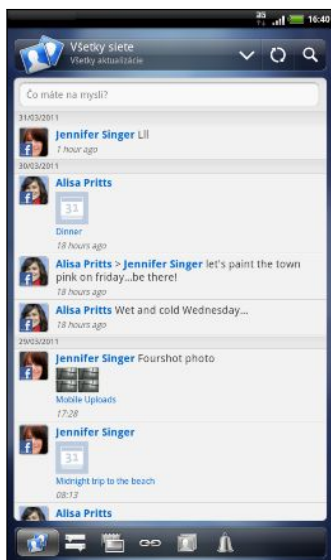 3G
16:40
Všetky siete
Všetky aktualizácie
Čo máte na mysli?
31/03/2011
Jennifer Singer Lll
1 hour ago
30/03/2011
Alisa Pritts
31
Dinner
18 hours ago
Alisa Pritts > Jennifer Singer let's paint the town
pink on friday...be there!
18 hours ago
Alisa Pritts Wet and cold Wednesday...
18 hours ago
29/03/2011
Jennifer Singer Fourshot photo
Mobile Uploads
17:28
Jennifer Singer
31
Midnight trip to the beach
08:13
Alisa Pritts